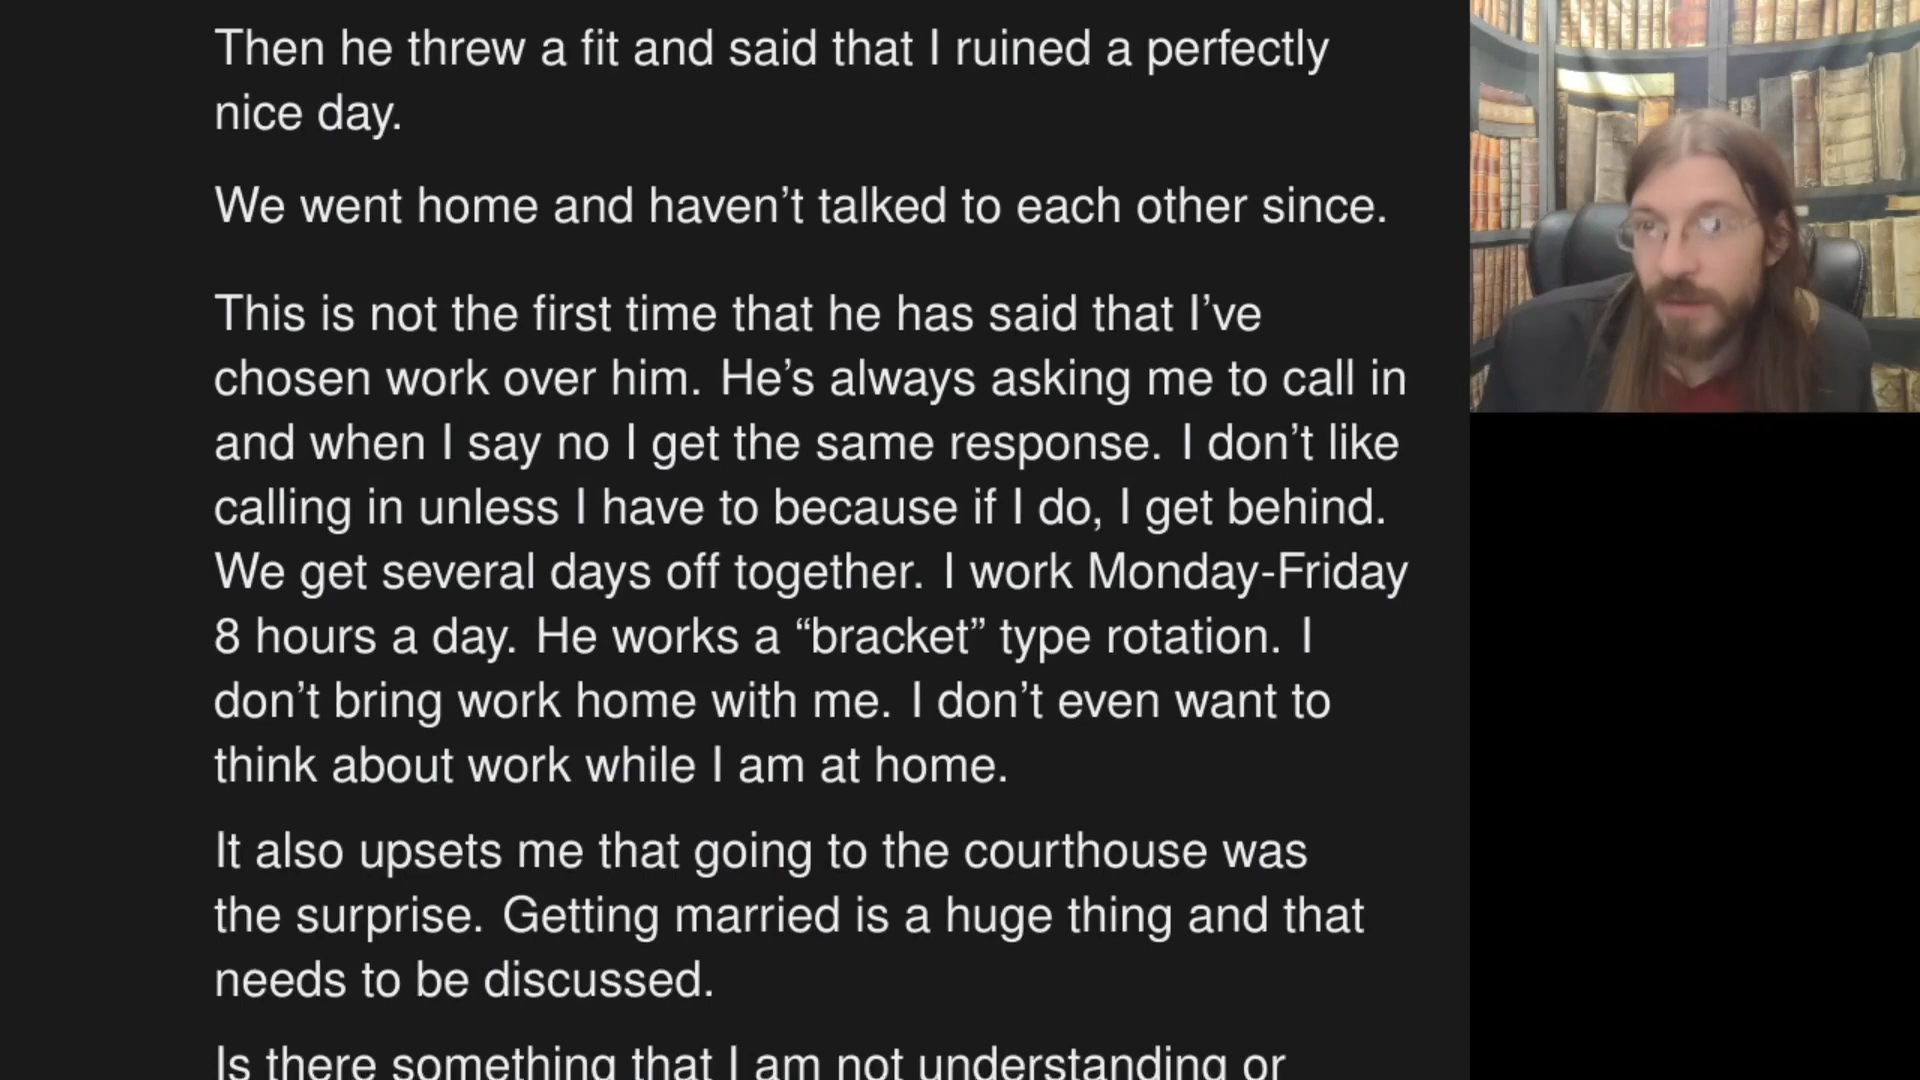 Then he threw a fit and said that I ruined a perfectly
nice day.
We went home and haven’t talked to each other since.
This is not the first time that he has said that I’ve
chosen work over him. He’s always asking me to call in
and when I say no I get the same response. I don’t like
calling in unless I have to because if I do, I get behind.
We get several days off together. I work Monday-Friday
8 hours a day. He works a “bracket” type rotation. I
don’t bring work home with me. I don’t even want to
think about work while I am at home.
It also upsets me that going to the courthouse was
the surprise. Getting married is a huge thing and that
needs to be discussed.
Is there something that I am not understanding or